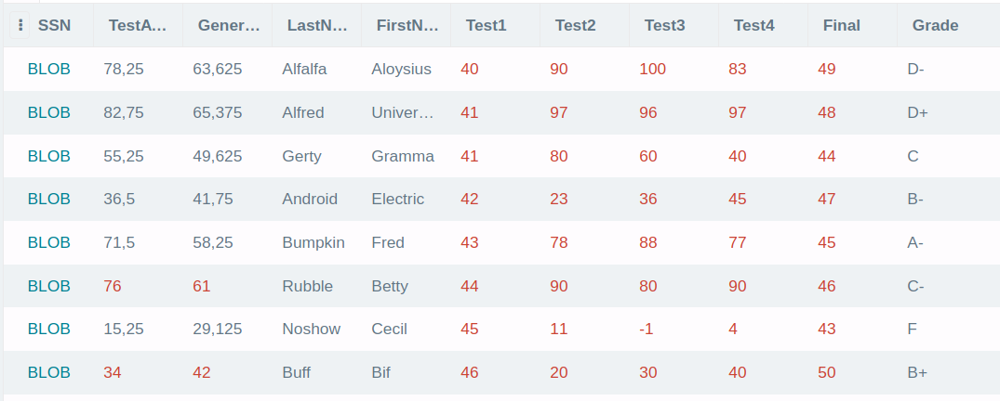 SSN TestA... Gener... LastN... FirstN... Test1 Test2 Test3 Test4 Final Grade
BLOB 78,25 63,625 Alfalfa Aloysius 40 90 100 83 49 D-
BLOB 82,75 65,375 Alfred Univer... 41 97 96 97 48 D+
BLOB 55,25 49,625 Gerty Gramma 41 80 60 40 44 C
BLOB 36,5 41,75 Android Electric 42 23 36 45 47 B-
BLOB 71,5 58,25 Bumpkin Fred 43 78 88 77 45 A-
BLOB 76 61 Rubble Betty 44 90 80 90 46 C-
BLOB 15,25 29,125 Noshow Cecil 45 11 -1 4 43 F
BLOB 34 42 Buff Bif 46 20 30 40 50 B+